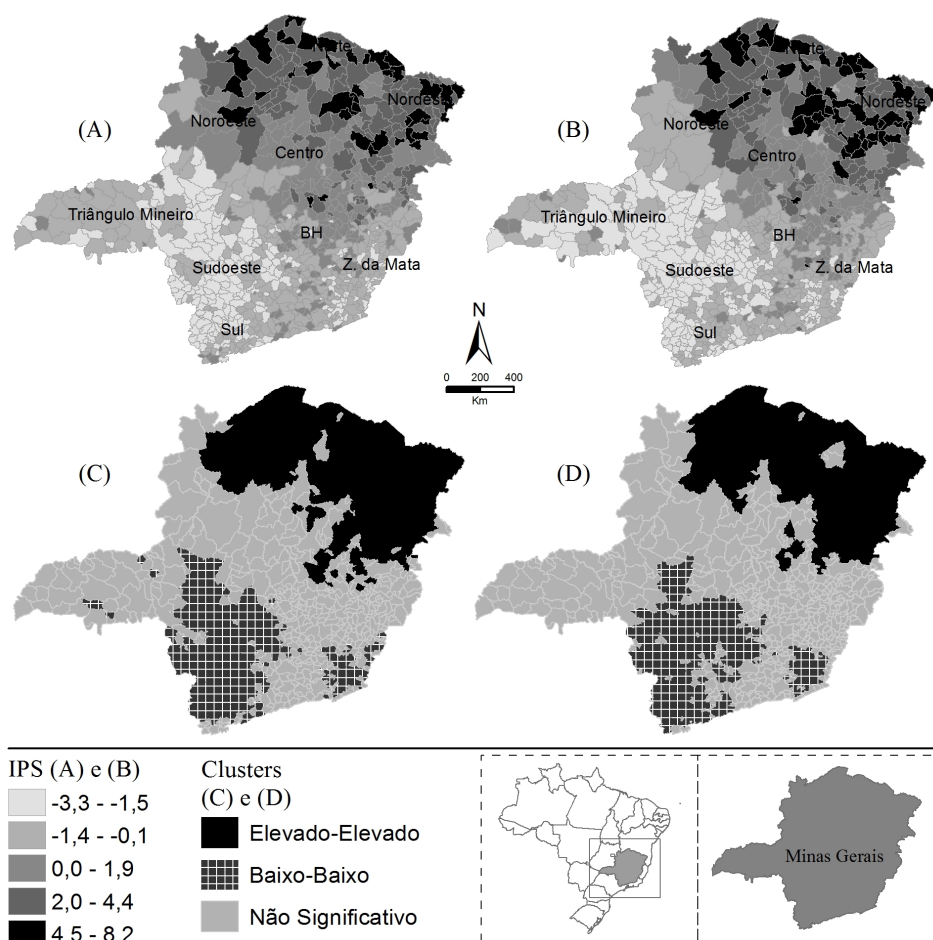 Norte
Nordeste
(A)
Noroeste
Centro
Triângulo Mineiro
BH
Sudoeste
Z. da Mata
Sul
Norte
Nordeste
(B)
Noroeste
Centro
Triângulo Mineiro
BH
Sudoeste
Z. da Mata
Sul
N
0 200 400
Km
(C)
(D)
IPS (A) e (B)
-3,3 - -1,5
-1,4 - -0,1
0,0 - 1,9
2,0 - 4,4
4,5 - 8,2
Clusters
(C) e (D)
Elevado-Elevado
Baixo-Baixo
Não Significativo
Minas Gerais